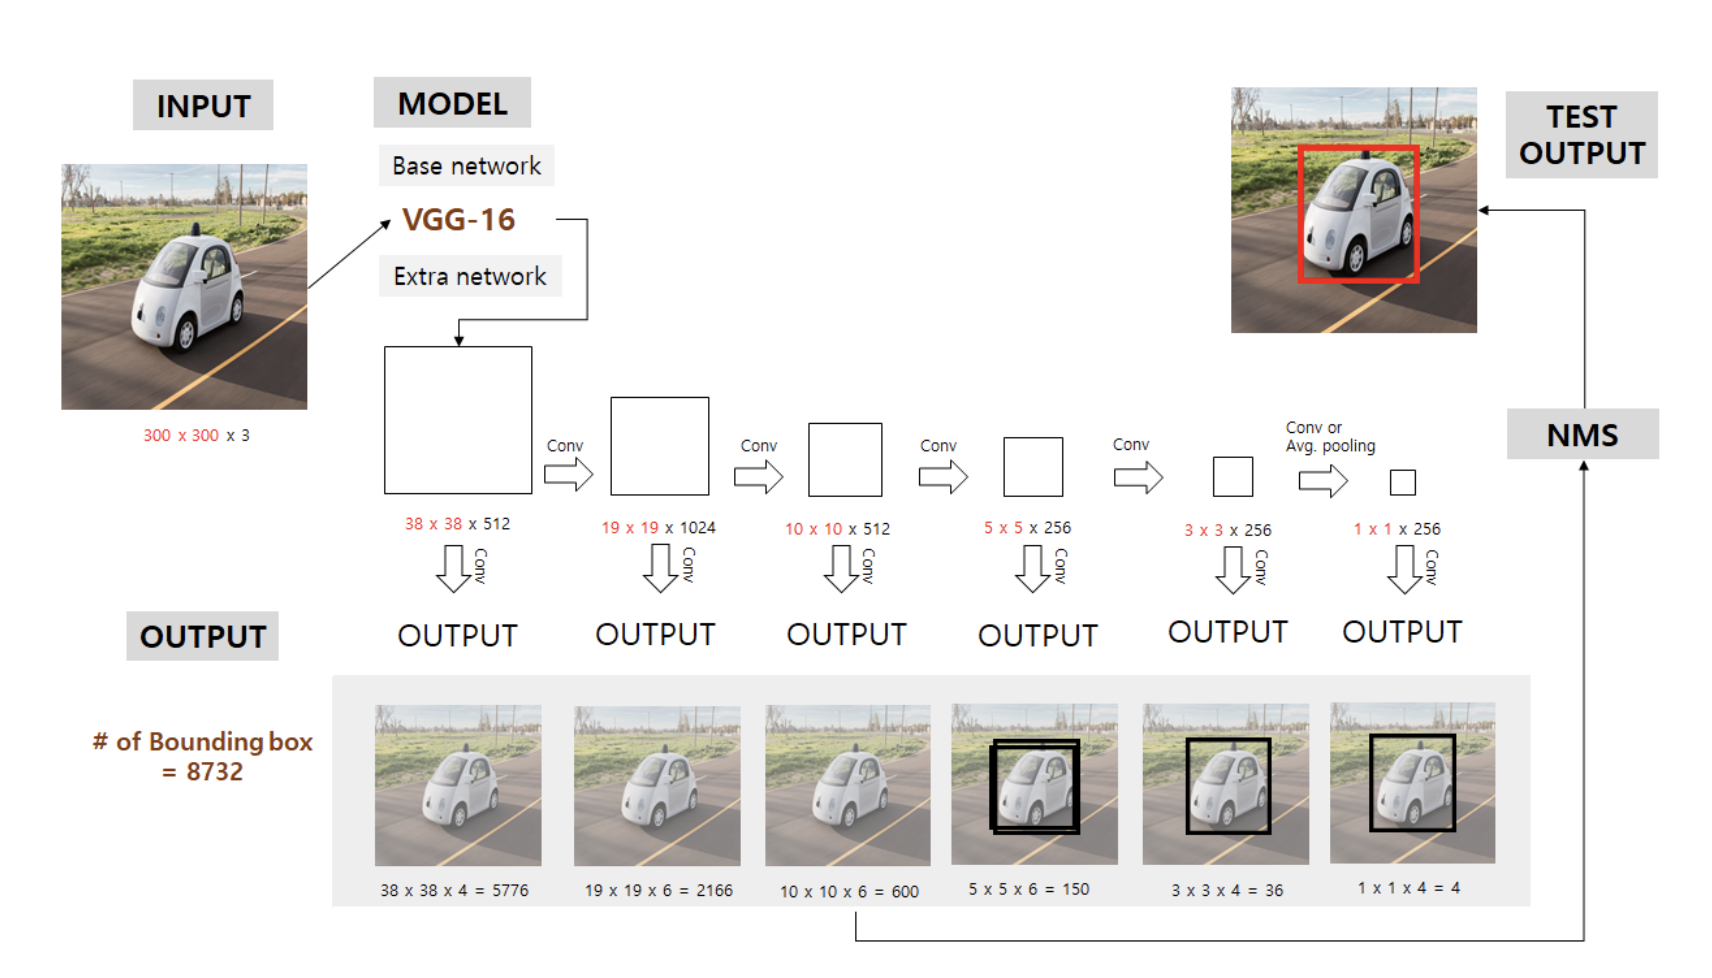 INPUT
MODEL
TEST
OUTPUT
Base network
VGG-16
Extra network
300 x 300 x 3
NMS
Conv
Conv
Conv
Conv
Conv or
Avg. pooling
38 x 38 x 512
19 x 19 x 1024
10 x 10 x 512
5 x 5 x 256
3 x 3 x 256
1 x 1 x 256
Conv
Conv
Conv
Conv
Conv
Conv
OUTPUT
OUTPUT
OUTPUT
OUTPUT
OUTPUT
OUTPUT
OUTPUT
# of Bounding box
= 8732
38 x 38 x 4 = 5776
19 x 19 x 6 = 2166
10 x 10 x 6 = 600
5 x 5 x 6 = 150
3 x 3 x 4 = 36
1 x 1 x 4 = 4